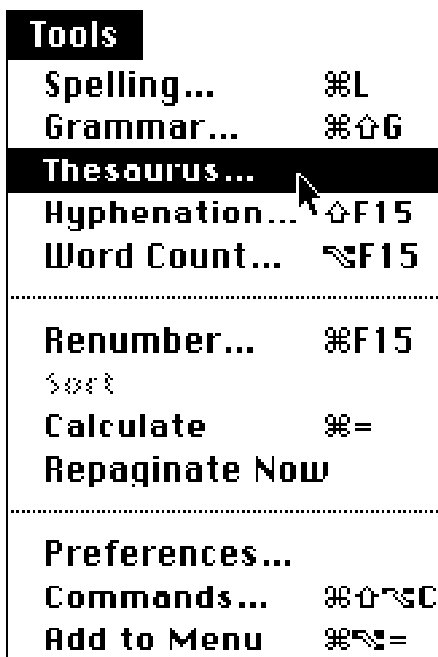 Tools
Spelling... ⌘L
Grammar... ⌘⇧G
Thesaurus...
Hyphenation... ⇧F15
Word Count... ⌥F15
Renumber... ⌘F15
Sort
Calculate ⌘=
Repaginate Now
Preferences...
Commands... ⌘⇧⌥C
Add to Menu ⌘⌥=